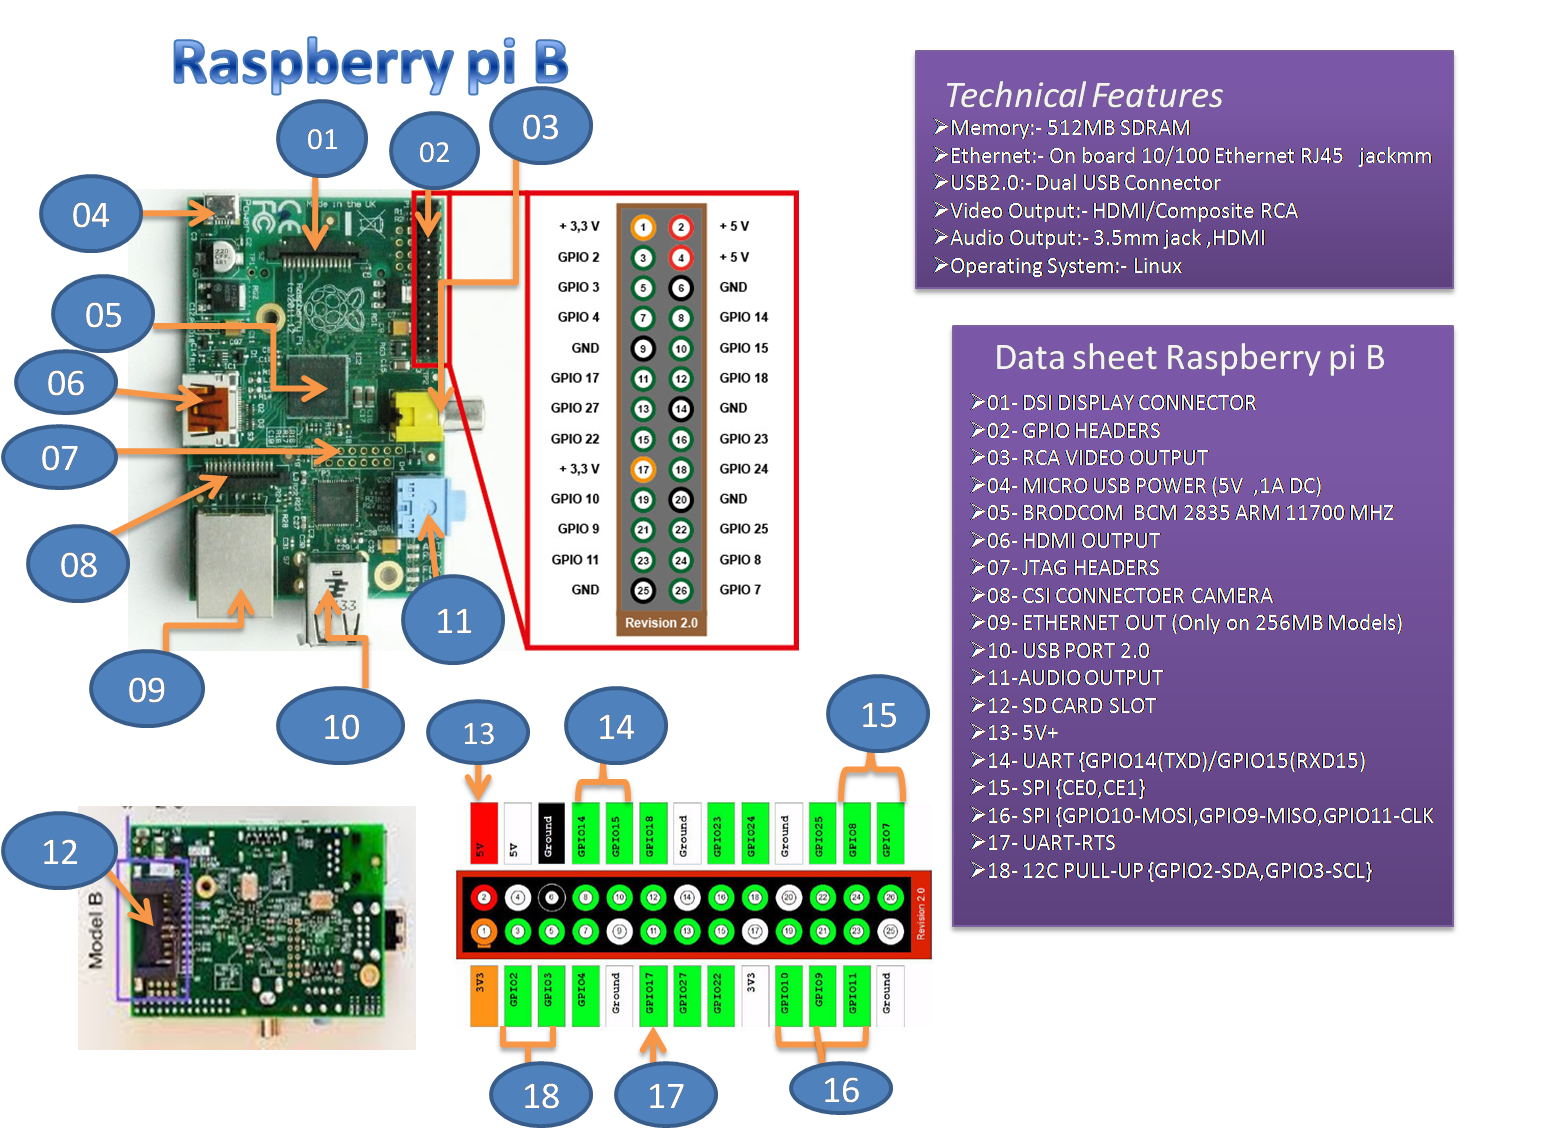 Raspberry pi B
01
02
03
04
05
06
07
08
09
10
11
Made in the UK
FC
+ 3,3 V 1 2 + 5 V
GPIO 2 3 4 + 5 V
GPIO 3 5 6 GND
GPIO 4 7 8 GPIO 14
GND 9 10 GPIO 15
GPIO 17 11 12 GPIO 18
GPIO 27 13 14 GND
GPIO 22 15 16 GPIO 23
+ 3,3 V 17 18 GPIO 24
GPIO 10 19 20 GND
GPIO 9 21 22 GPIO 25
GPIO 11 23 24 GPIO 8
GND 25 26 GPIO 7
Revision 2.0
Technical Features
➢Memory:- 512MB SDRAM
➢Ethernet:- On board 10/100 Ethernet RJ45 jackmm
➢USB2.0:- Dual USB Connector
➢Video Output:- HDMI/Composite RCA
➢Audio Output:- 3.5mm jack ,HDMI
➢Operating System:- Linux
Data sheet Raspberry pi B
➢01- DSI DISPLAY CONNECTOR
➢02- GPIO HEADERS
➢03- RCA VIDEO OUTPUT
➢04- MICRO USB POWER (5V ,1A DC)
➢05- BRODCOM BCM 2835 ARM 11700 MHZ
➢06- HDMI OUTPUT
➢07- JTAG HEADERS
➢08- CSI CONNECTOER CAMERA
➢09- ETHERNET OUT (Only on 256MB Models)
➢10- USB PORT 2.0
➢11-AUDIO OUTPUT
➢12- SD CARD SLOT
➢13- 5V+
➢14- UART {GPIO14(TXD)/GPIO15(RXD15)
➢15- SPI {CE0,CE1}
➢16- SPI {GPIO10-MOSI,GPIO9-MISO,GPIO11-CLK
➢17- UART-RTS
➢18- 12C PULL-UP {GPIO2-SDA,GPIO3-SCL}
12
Model B
13
14
15
5V 5V Ground GPIO14 GPIO15 GPIO18 Ground GPIO23 GPIO24 Ground GPIO25 GPIO8 GPIO7
2 4 6 8 10 12 14 16 18 20 22 24 26
1 3 5 7 9 11 13 15 17 19 21 23 25
Revision 2.0
3V3 GPIO2 GPIO3 GPIO4 Ground GPIO17 GPIO27 GPIO22 3V3 GPIO10 GPIO9 GPIO11 Ground
18
17
16